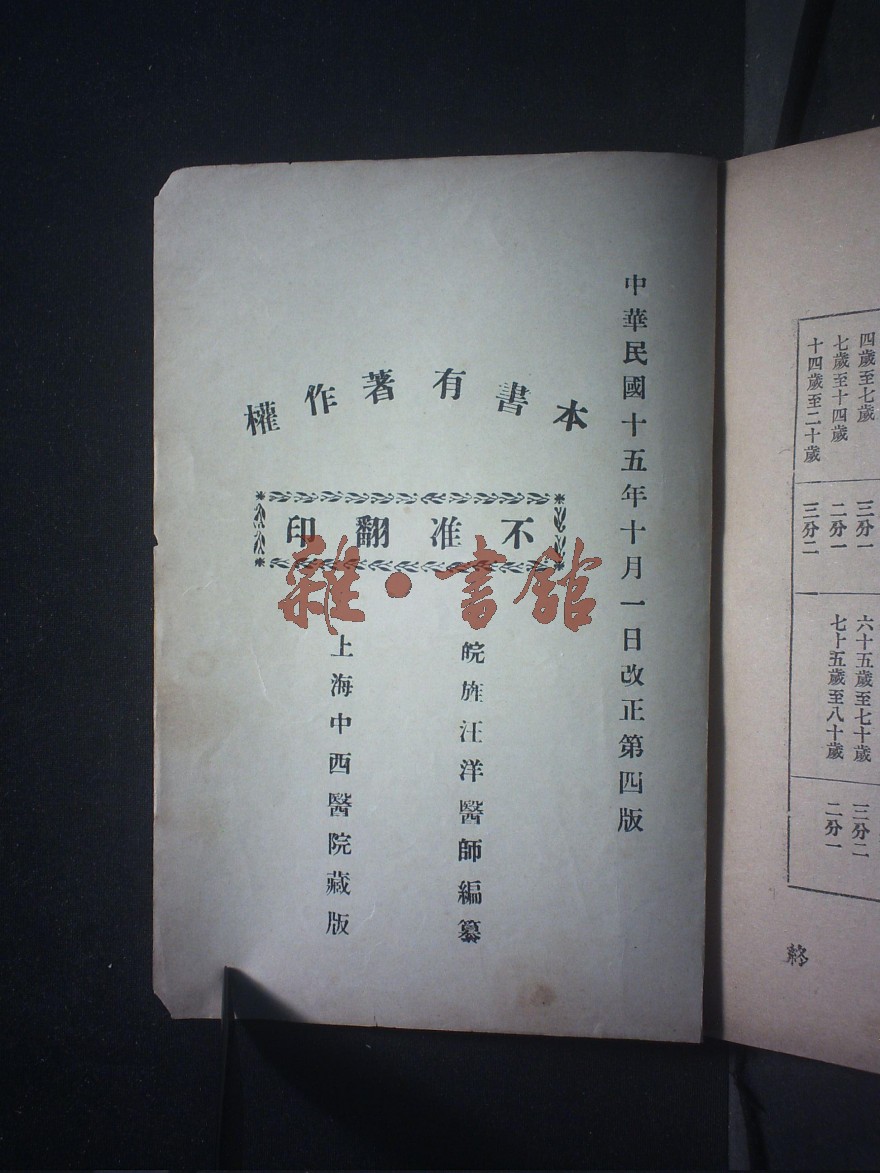 四歲至七歲　三分一
七歲至十四歲　二分一
十四歲至二十歲　三分二
六十五歲至七十歲　三分二
七十五歲至八十歲　二分一
終
中華民國十五年十月一日改正第四版
本書有著作權
不准翻印
皖旌汪洋醫師編纂
上海中西醫院藏版
雜·書館